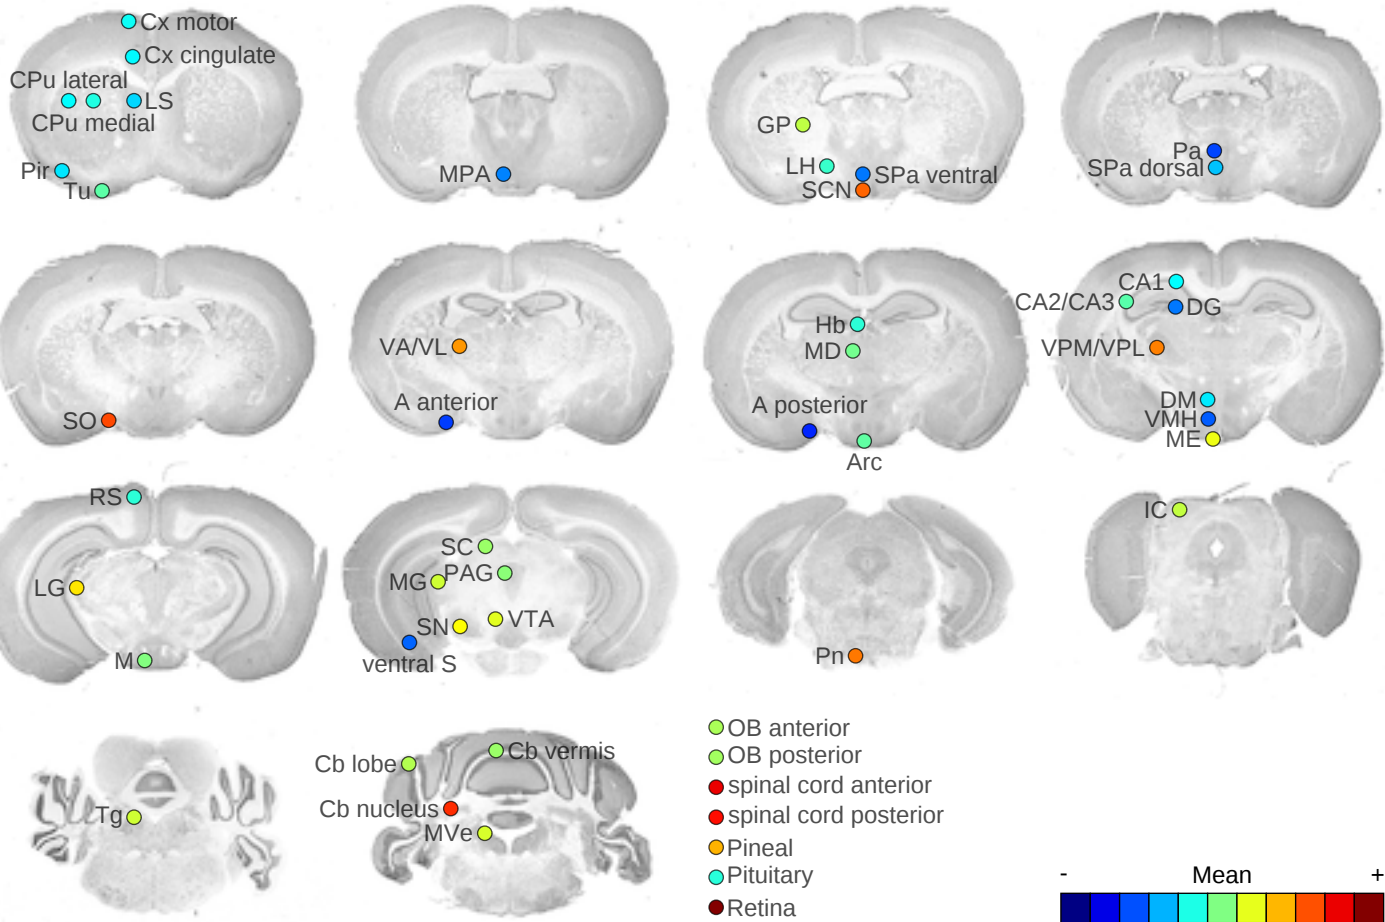 Cx motor
Cx cingulate
CPu lateral
LS
CPu medial
Pir
Tu
MPA
GP
LH
SPa ventral
SCN
Pa
SPa dorsal
SO
VA/VL
A anterior
Hb
MD
A posterior
Arc
CA1
CA2/CA3
DG
VPM/VPL
DM
VMH
ME
RS
LG
M
SC
PAG
MG
SN
VTA
ventral S
Pn
IC
Tg
Cb lobe
Cb vermis
Cb nucleus
MVe
OB anterior
OB posterior
spinal cord anterior
spinal cord posterior
Pineal
Pituitary
Retina
- Mean +